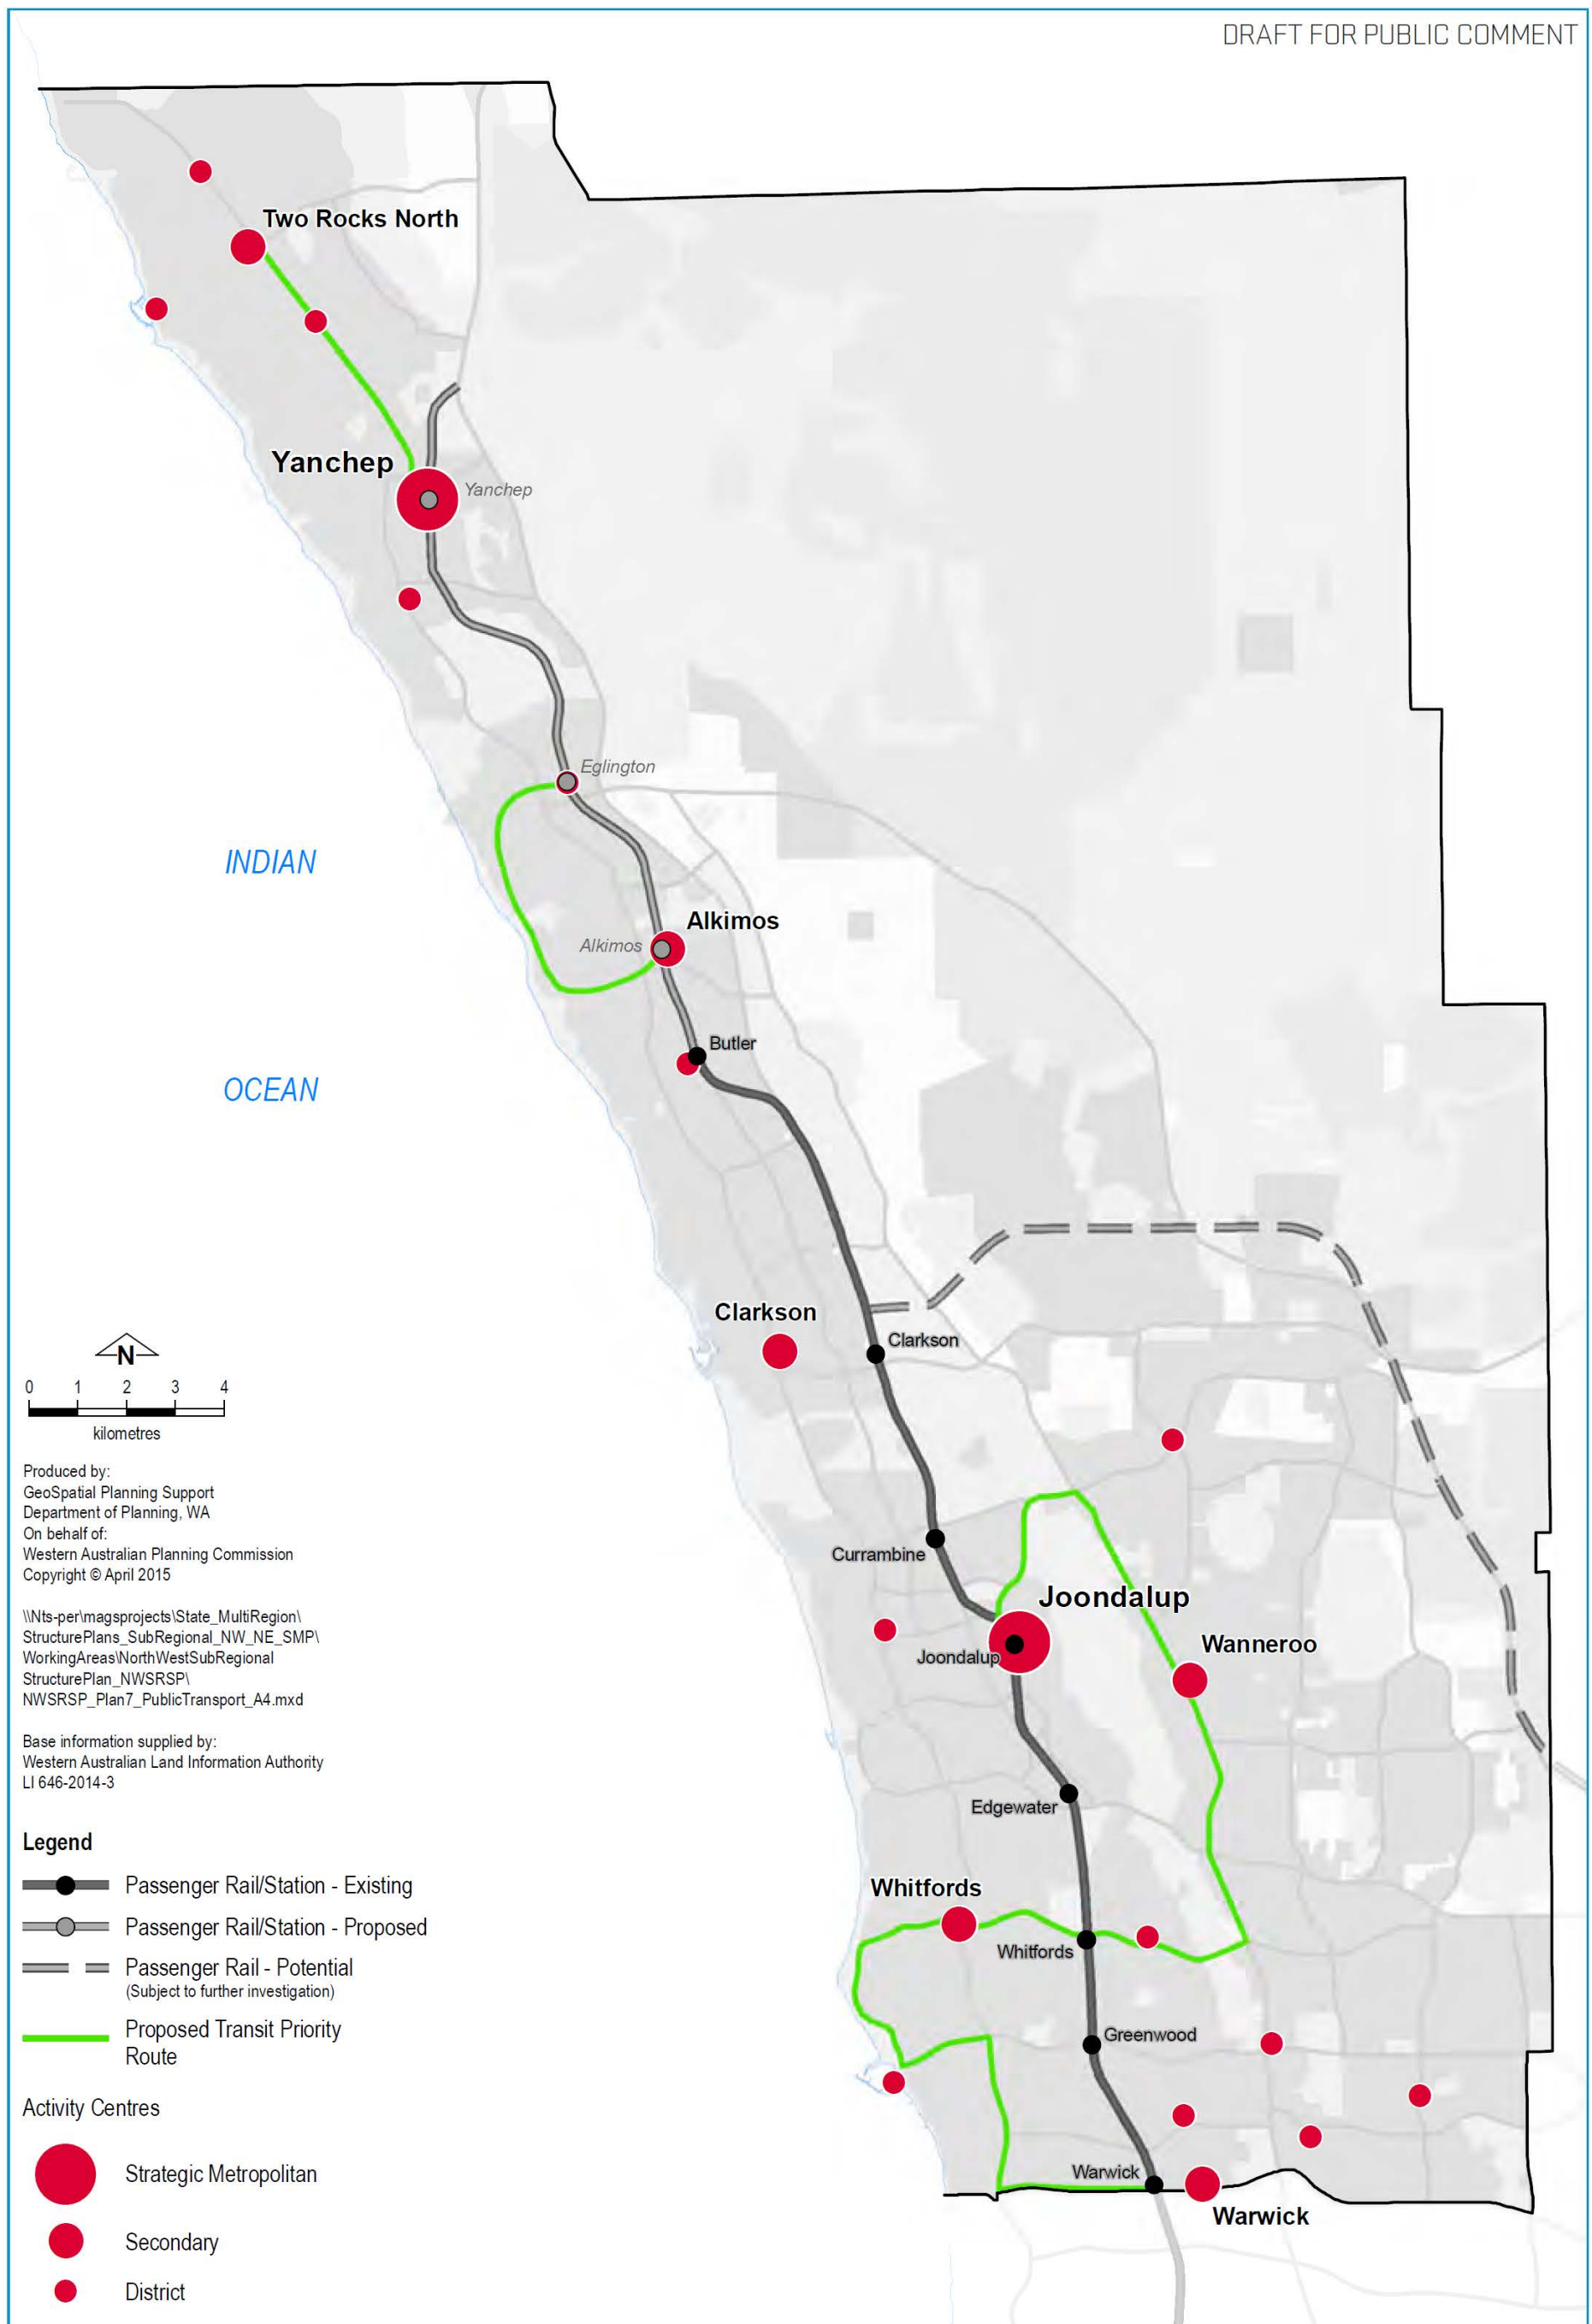 DRAFT FOR PUBLIC COMMENT
Two Rocks North
Yanchep
Yanchep
Eglington
INDIAN
Alkimos
Alkimos
Butler
OCEAN
Clarkson
Clarkson
N
0 1 2 3 4
kilometres
Currambine
Joondalup
Joondalup
Wanneroo
Edgewater
Whitfords
Whitfords
Greenwood
Warwick
Warwick
Produced by:
GeoSpatial Planning Support
Department of Planning, WA
On behalf of:
Western Australian Planning Commission
Copyright © April 2015
\\Nts-per\magsprojects\State_MultiRegion\
StructurePlans_SubRegional_NW_NE_SMP\
WorkingAreas\NorthWestSubRegional
StructurePlan_NWSRSP\
NWSRSP_Plan7_PublicTransport_A4.mxd
Base information supplied by:
Western Australian Land Information Authority
LI 646-2014-3
Legend
Passenger Rail/Station - Existing
Passenger Rail/Station - Proposed
Passenger Rail - Potential
(Subject to further investigation)
Proposed Transit Priority
Route
Activity Centres
Strategic Metropolitan
Secondary
District